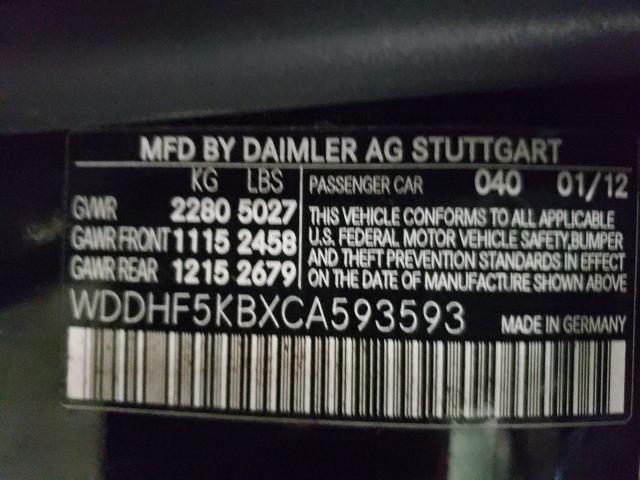 MFD BY DAIMLER AG STUTTGART
KG LBS
GVWR 2280 5027
GAWR FRONT 1115 2458
GAWR REAR 1215 2679
PASSENGER CAR 040 01/12
THIS VEHICLE CONFORMS TO ALL APPLICABLE
U.S. FEDERAL MOTOR VEHICLE SAFETY,BUMPER
AND THEFT PREVENTION STANDARDS IN EFFECT
ON THE DATE OF MANUFACTURE SHOWN ABOVE
WDDHF5KBXCA593593 MADE IN GERMANY